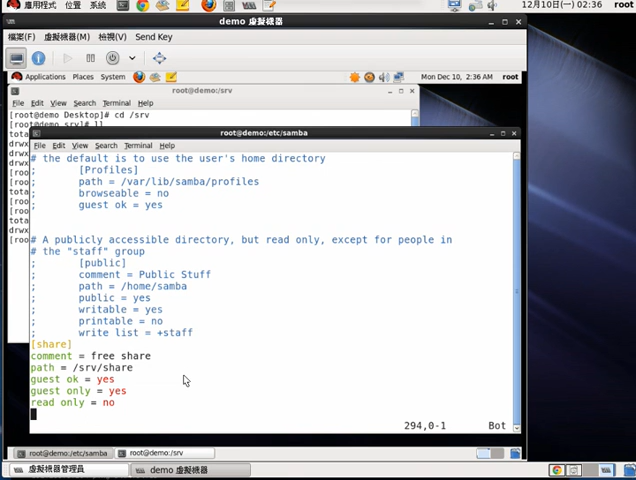 應用程式 位置 系統 12月10日(一) 02:36 root
demo 虛擬機器
檔案(F) 虛擬機器(M) 檢視(V) Send Key
Applications Places System Mon Dec 10, 2:36 AM root
root@demo:/srv
File Edit View Search Terminal Help
[root@demo Desktop]# cd /srv
[root@demo srv]# ll
root@demo:/etc/samba
File Edit View Search Terminal Help
# the default is to use the user's home directory
; [Profiles]
; path = /var/lib/samba/profiles
; browseable = no
; guest ok = yes
# A publicly accessible directory, but read only, except for people in
# the "staff" group
; [public]
; comment = Public Stuff
; path = /home/samba
; public = yes
; writable = yes
; printable = no
; write list = +staff
[share]
comment = free share
path = /srv/share
guest ok = yes
guest only = yes
read only = no
294,0-1 Bot
root@demo:/etc/samba root@demo:/srv
虛擬機器管理員 demo 虛擬機器